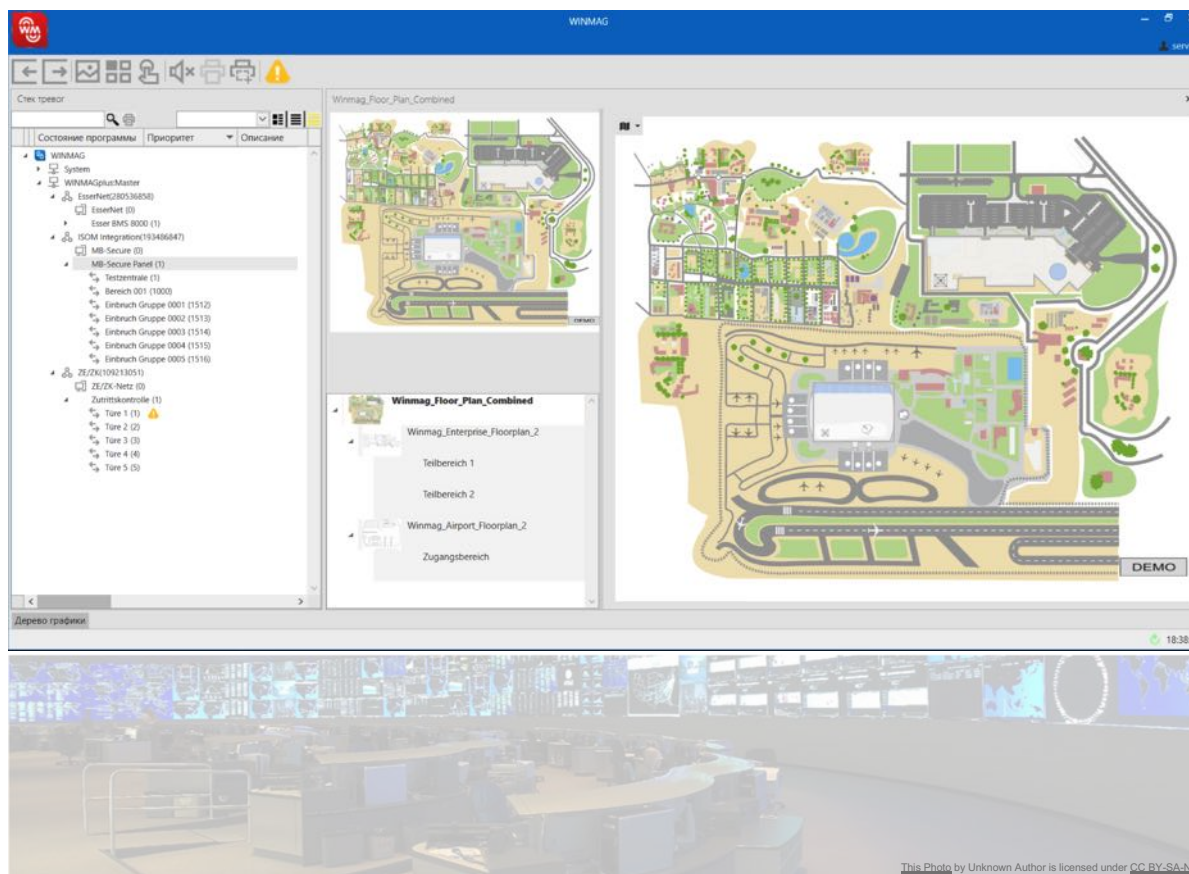 WM
WINMAG
serv
Стек тревог
Winmag_Floor_Plan_Combined
Состояние программы Приоритет Описание
WINMAG
System
WINMAGplus:Master
EsserNet(280536858)
EsserNet (0)
Esser BMS 8000 (1)
ISOM Integration(193486847)
MB-Secure (0)
MB-Secure Panel (1)
Testzentrale (1)
Bereich 001 (1000)
Einbruch Gruppe 0001 (1512)
Einbruch Gruppe 0002 (1513)
Einbruch Gruppe 0003 (1514)
Einbruch Gruppe 0004 (1515)
Einbruch Gruppe 0005 (1516)
ZE/ZK(109213051)
ZE/ZK-Netz (0)
Zutrittskontrolle (1)
Türe 1 (1)
Türe 2 (2)
Türe 3 (3)
Türe 4 (4)
Türe 5 (5)
DEMO
Winmag_Floor_Plan_Combined
Winmag_Enterprise_Floorplan_2
Teilbereich 1
Teilbereich 2
Winmag_Airport_Floorplan_2
Zugangsbereich
DEMO
Дерево графики
18:38
This Photo by Unknown Author is licensed under CC BY-SA-N